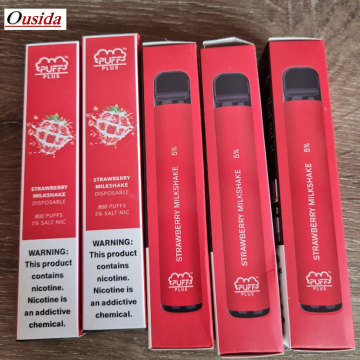 Ousida
PUFF
PLUS
STRAWBERRY
MILKSHAKE
DISPOSABLE
800 PUFFS
5% SALT NIC
WARNING:
This product
contains
nicotine.
Nicotine is
an addictive
chemical.
PUFF
PLUS
STRAWBERRY
MILKSHAKE
DISPOSABLE
800 PUFFS
5% SALT NIC
WARNING:
This product
contains
nicotine.
Nicotine is
an addictive
chemical.
STRAWBERRY MILKSHAKE 5%
PUFF
PLUS
STRAWBERRY MILKSHAKE 5%
PUFF
PLUS
STRAWBERRY MILKSHAKE 5%
PUFF
PLUS